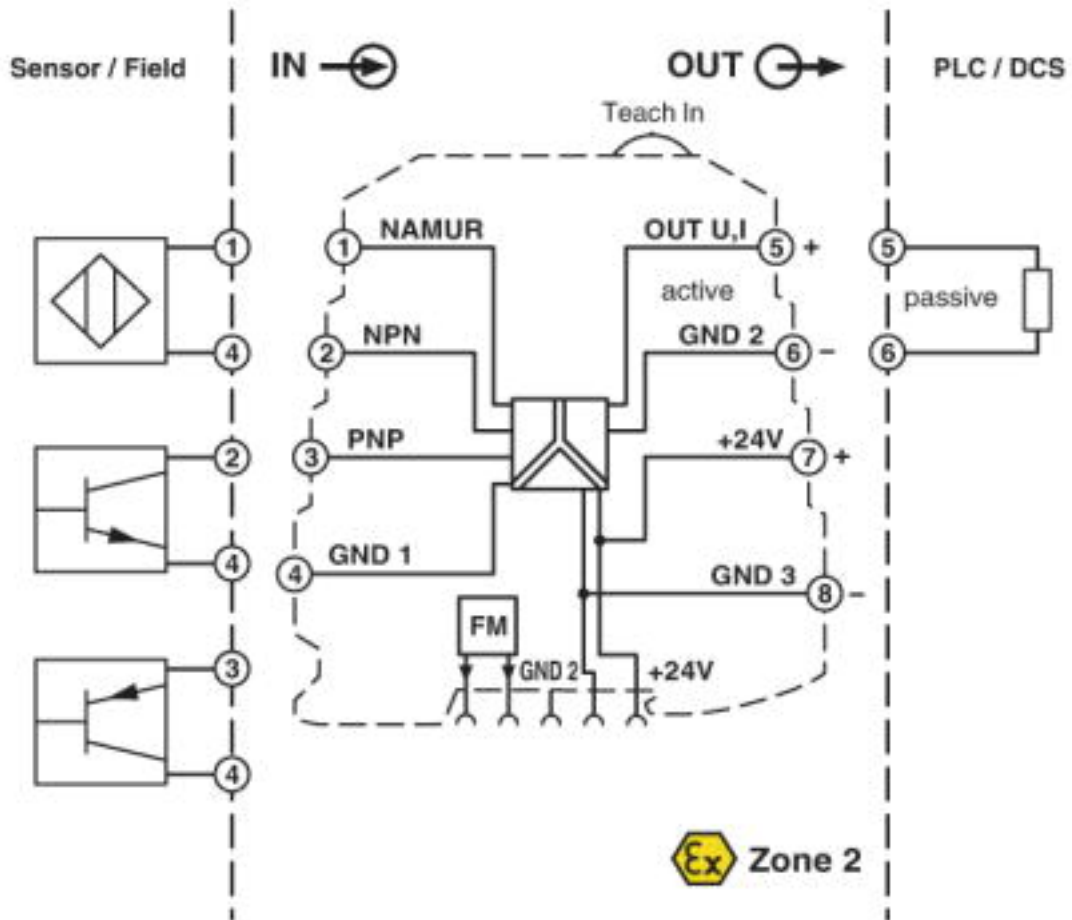 Sensor / Field
IN
OUT
PLC / DCS
Teach In
1
1
NAMUR
OUT U,I
5
+
5
active
passive
4
2
NPN
GND 2
6
–
6
2
3
PNP
+24V
7
+
4
4
GND 1
GND 3
8
–
FM
GND 2
+24V
3
4
Ex
Zone 2